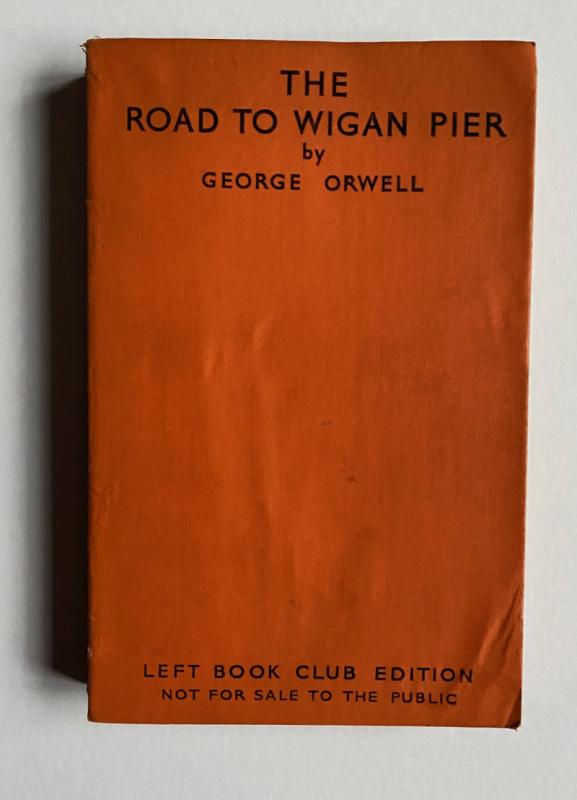 THE
ROAD TO WIGAN PIER
by
GEORGE ORWELL
LEFT BOOK CLUB EDITION
NOT FOR SALE TO THE PUBLIC